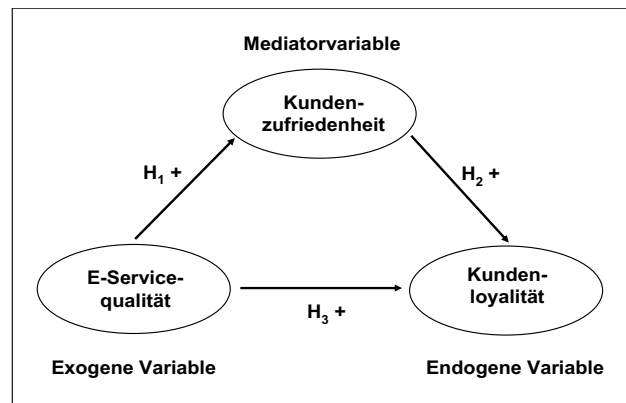 Mediatorvariable
Kunden-
zufriedenheit
H₁ +
H₂ +
E-Service-
qualität
Kunden-
loyalität
H₃ +
Exogene Variable
Endogene Variable